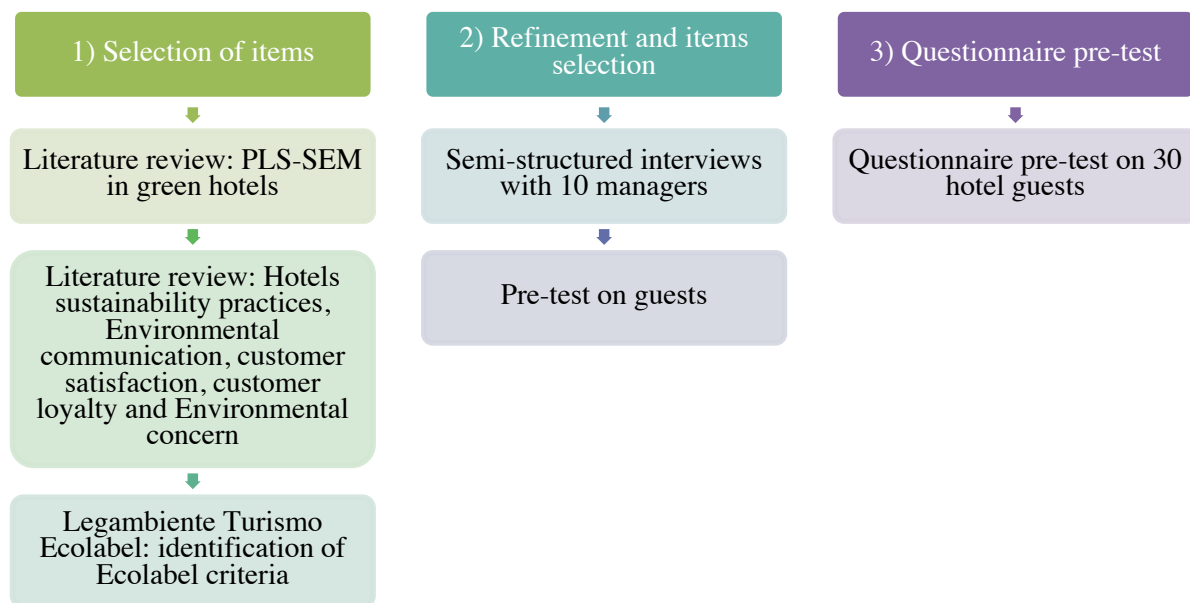 1) Selection of items
Literature review: PLS-SEM
in green hotels
Literature review: Hotels
sustainability practices,
Environmental
communication, customer
satisfaction, customer
loyalty and Environmental
concern
Legambiente Turismo
Ecolabel: identification of
Ecolabel criteria
2) Refinement and items
selection
Semi-structured interviews
with 10 managers
Pre-test on guests
3) Questionnaire pre-test
Questionnaire pre-test on 30
hotel guests